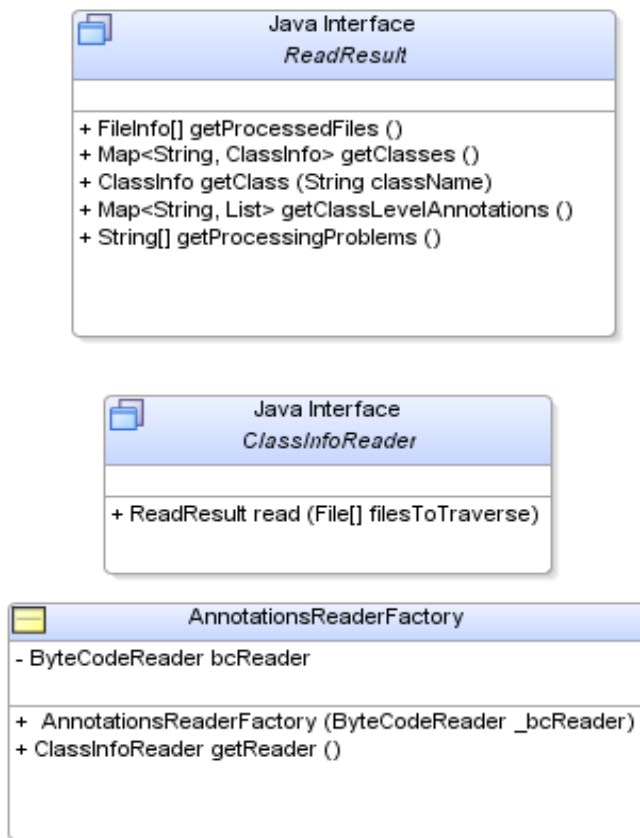 Java Interface
ReadResult
+ FileInfo[] getProcessedFiles ()
+ Map<String, ClassInfo> getClasses ()
+ ClassInfo getClass (String className)
+ Map<String, List> getClassLevelAnnotations ()
+ String[] getProcessingProblems ()
Java Interface
ClassInfoReader
+ ReadResult read (File[] filesToTraverse)
AnnotationsReaderFactory
- ByteCodeReader bcReader
+ AnnotationsReaderFactory (ByteCodeReader _bcReader)
+ ClassInfoReader getReader ()